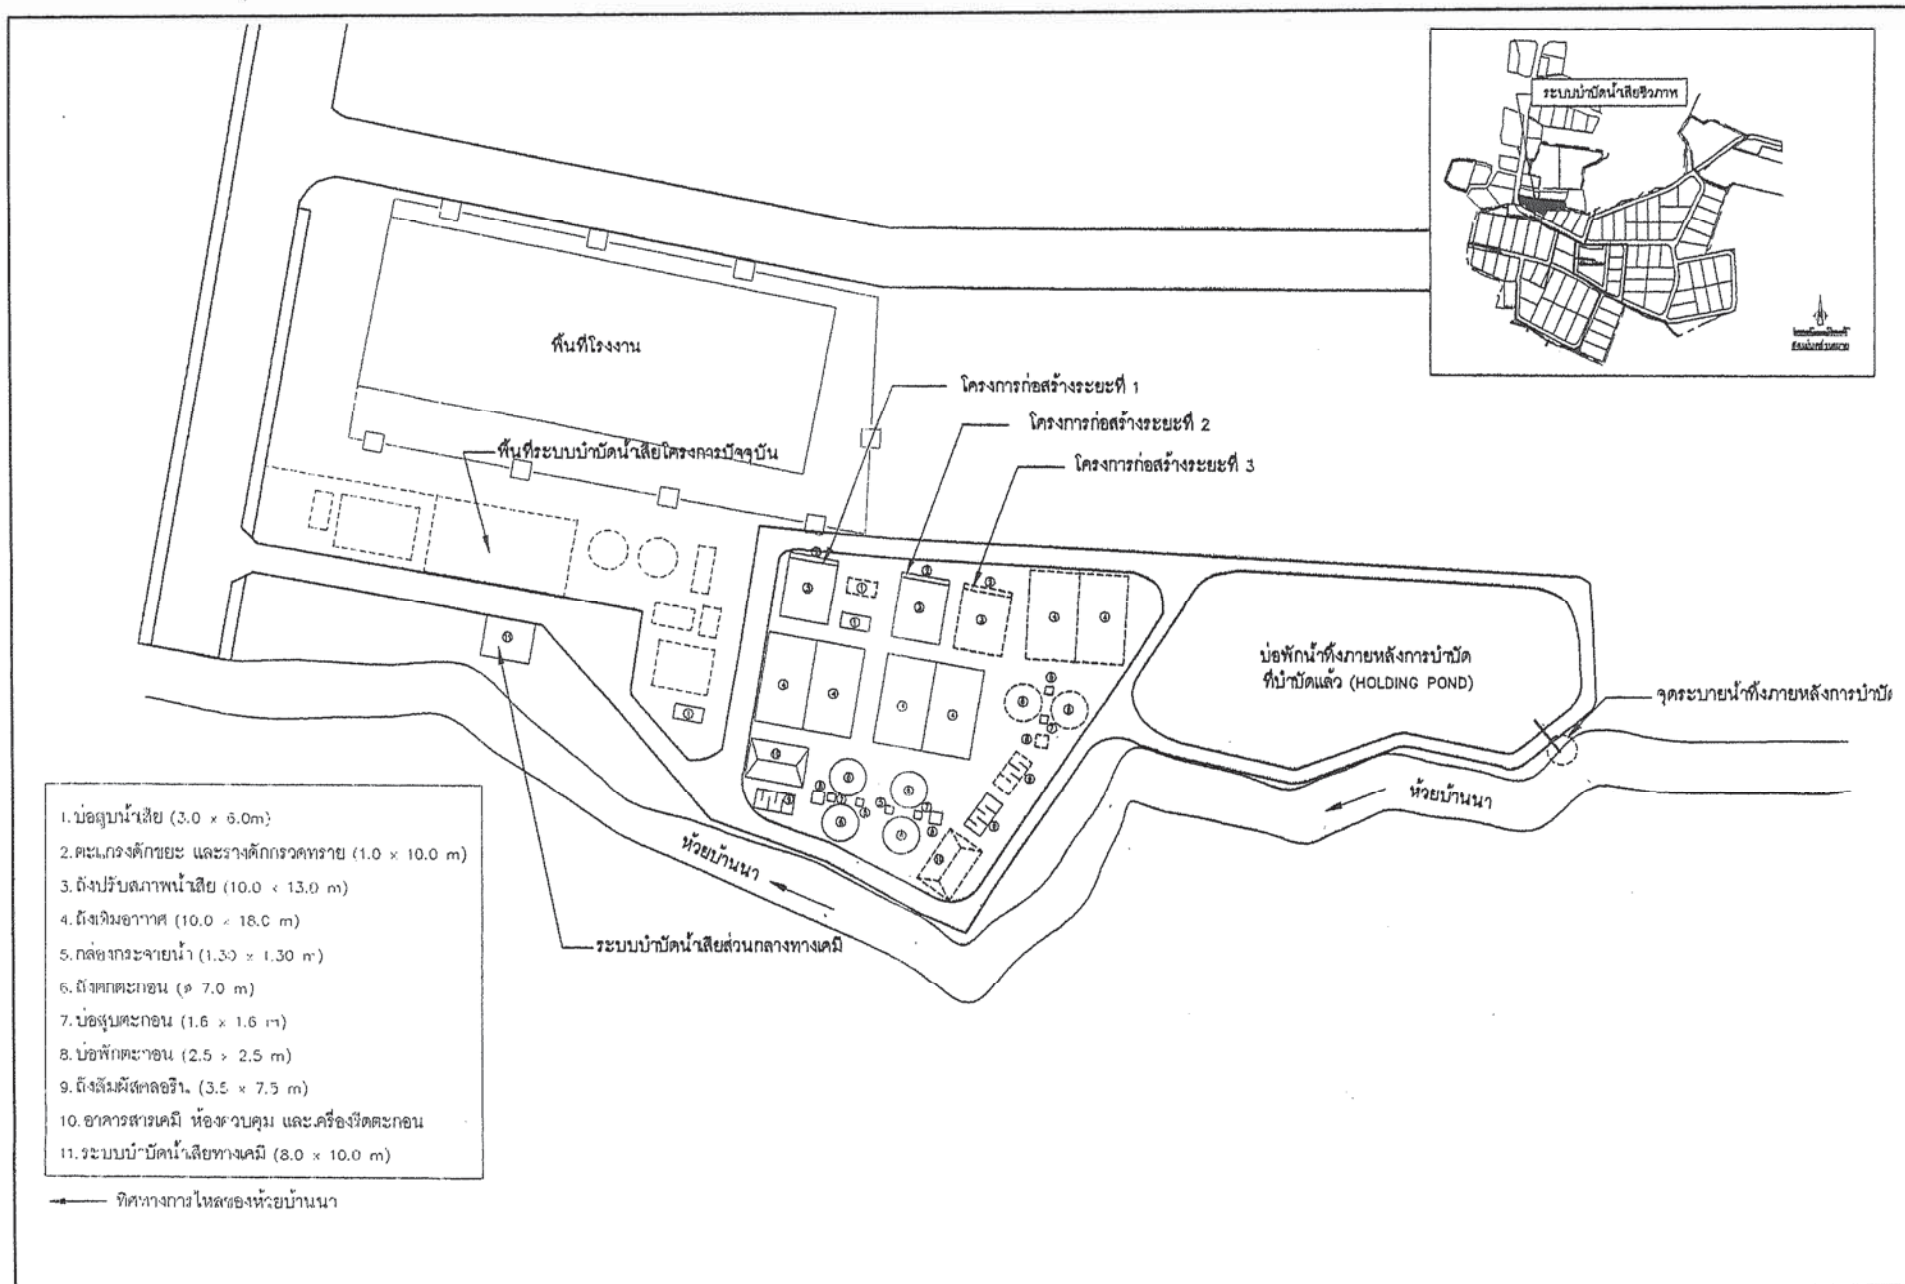 ระบบบำบัดน้ำเสียชีวภาพ
พื้นที่โรงงาน
โครงการก่อสร้างระยะที่ 1
โครงการก่อสร้างระยะที่ 2
โครงการก่อสร้างระยะที่ 3
พื้นที่ระบบบำบัดน้ำเสียโครงการปัจจุบัน
บ่อพักน้ำทิ้งภายหลังการบำบัด
ที่บำบัดแล้ว (HOLDING POND)
จุดระบายน้ำทิ้งภายหลังการบำบัด
ห้วยบ้านนา
ห้วยบ้านนา
ระบบบำบัดน้ำเสียส่วนกลางทางเคมี
1. บ่อสูบน้ำเสีย (3.0 x 6.0m)
2. ตะแกรงดักขยะ และรางดักกรวดทราย (1.0 x 10.0 m)
3. ถังปรับสภาพน้ำเสีย (10.0 x 13.0 m)
4. ถังเติมอากาศ (10.0 x 18.0 m)
5. กล่องกระจายน้ำ (1.30 x 1.30 m)
6. ถังตกตะกอน (ø 7.0 m)
7. บ่อสูบตะกอน (1.6 x 1.6 m)
8. บ่อพักตะกอน (2.5 x 2.5 m)
9. ถังสัมผัสคลอรีน (3.5 x 7.5 m)
10. อาคารสารเคมี ห้องควบคุม และเครื่องรีดตะกอน
11. ระบบบำบัดน้ำเสียทางเคมี (8.0 x 10.0 m)
ทิศทางการไหลของห้วยบ้านนา